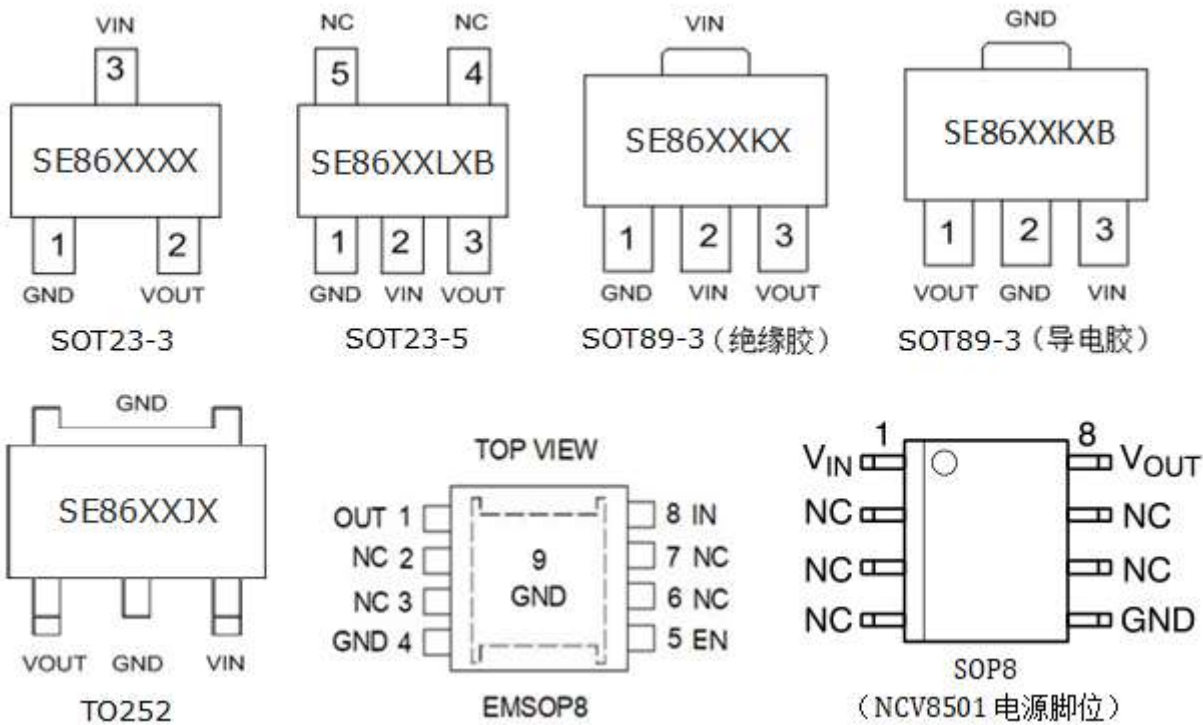 VIN
3
SE86XXXX
1 2
GND VOUT
SOT23-3
NC NC
5 4
SE86XXLXB
1 2 3
GND VIN VOUT
SOT23-5
VIN
SE86XXKX
1 2 3
GND VIN VOUT
SOT89-3（绝缘胶）
GND
SE86XXKXB
1 2 3
VOUT GND VIN
SOT89-3（导电胶）
GND
SE86XXJX
VOUT GND VIN
TO252
TOP VIEW
OUT 1 8 IN
NC 2 7 NC
9
GND
NC 3 6 NC
GND 4 5 EN
EMSOP8
1 8
VIN VOUT
NC NC
NC NC
NC GND
SOP8
（NCV8501 电源脚位）